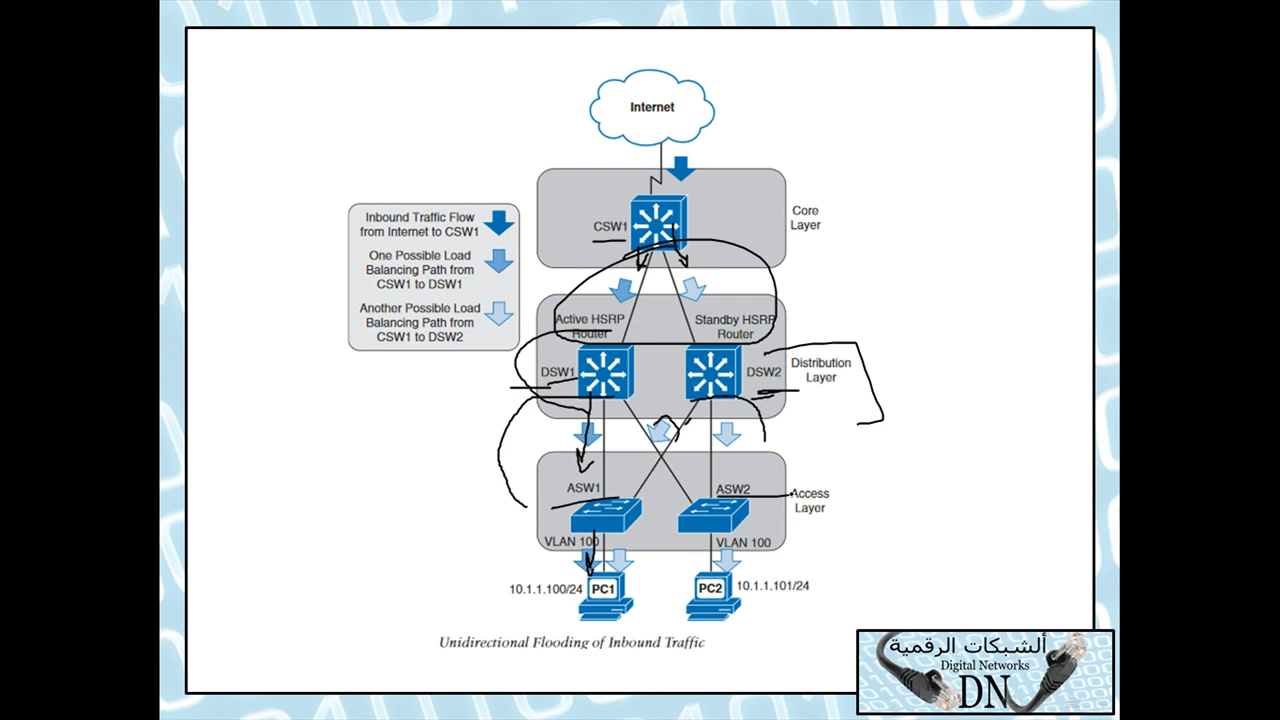 Internet
CSW1
Core
Layer
Inbound Traffic Flow
from Internet to CSW1
One Possible Load
Balancing Path from
CSW1 to DSW1
Another Possible Load
Balancing Path from
CSW1 to DSW2
Active HSRP
Router
Standby HSRP
Router
DSW1
DSW2
Distribution
Layer
ASW1
ASW2
Access
Layer
VLAN 100
VLAN 100
10.1.1.100/24
PC1
PC2
10.1.1.101/24
Unidirectional Flooding of Inbound Traffic
ألشبكات الرقمية
Digital Networks
DN